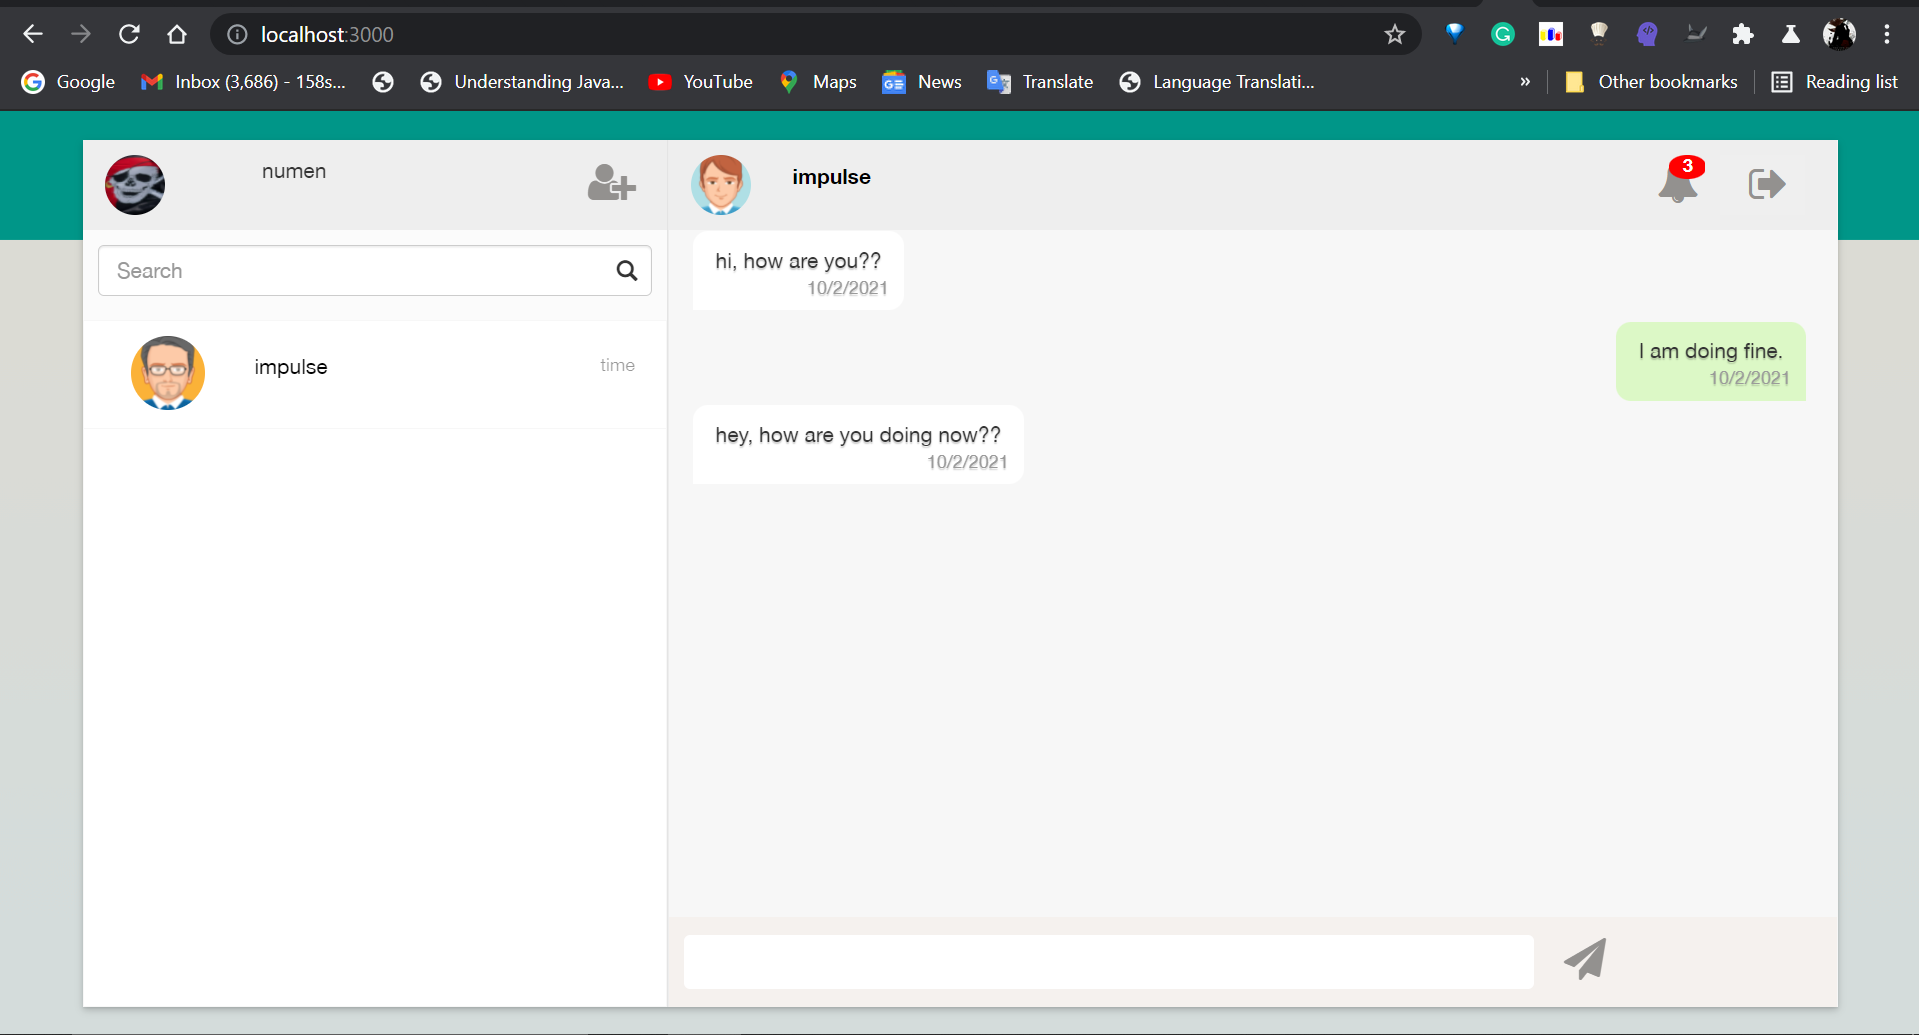 localhost:3000
Google
Inbox (3,686) - 158s...
Understanding Java...
YouTube
Maps
News
Translate
Language Translati...
»
Other bookmarks
Reading list
numen
impulse
3
Search
hi, how are you??
10/2/2021
I am doing fine.
10/2/2021
impulse
time
hey, how are you doing now??
10/2/2021